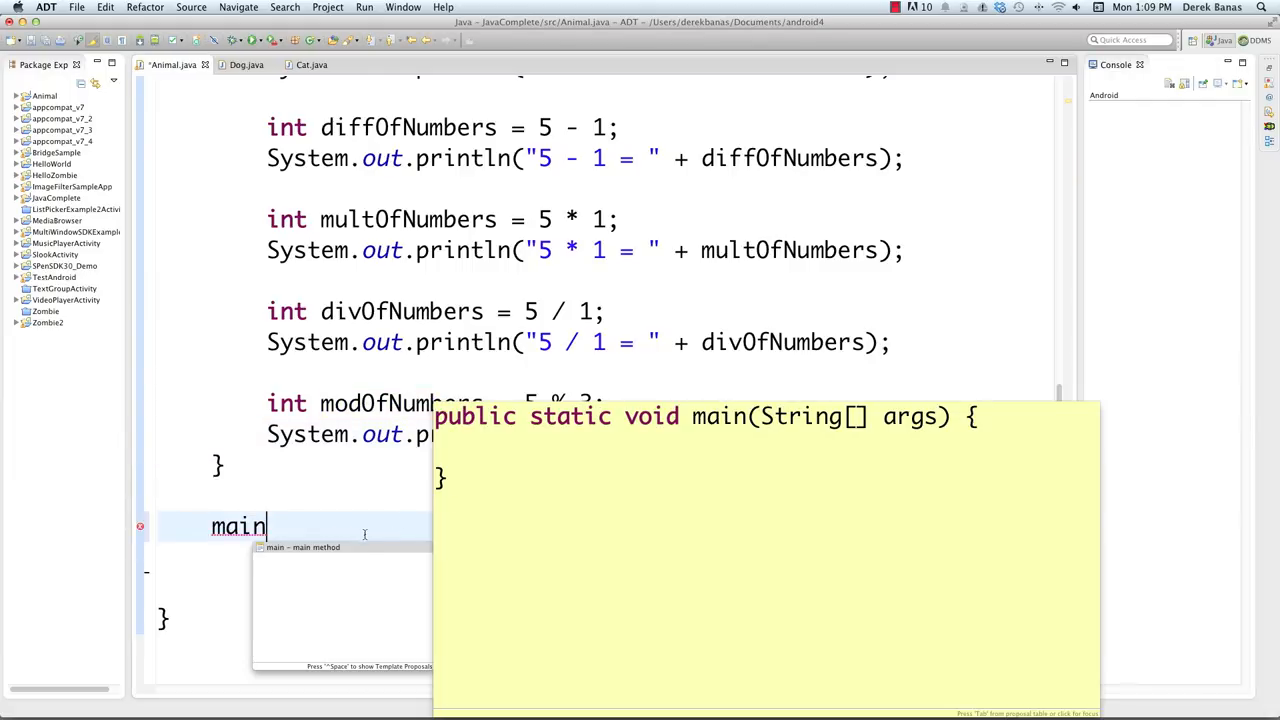 ADT File Edit Refactor Source Navigate Search Project Run Window Help 10 Mon 1:09 PM Derek Banas
Java – JavaComplete/src/Animal.java – ADT – /Users/derekbanas/Documents/android4
Quick Access Java DDMS
Package Exp
*Animal.java Dog.java Cat.java
Console
Android
Animal
appcompat_v7
appcompat_v7_2
appcompat_v7_3
appcompat_v7_4
BridgeSample
HelloWorld
HelloZombie
ImageFilterSampleApp
JavaComplete
ListPickerExample2Activi
MediaBrowser
MultiWindowSDKExample
MusicPlayerActivity
SlookActivity
SPenSDK30_Demo
TestAndroid
TextGroupActivity
VideoPlayerActivity
Zombie
Zombie2
int diffOfNumbers = 5 - 1;
System.out.println("5 - 1 = " + diffOfNumbers);
int multOfNumbers = 5 * 1;
System.out.println("5 * 1 = " + multOfNumbers);
int divOfNumbers = 5 / 1;
System.out.println("5 / 1 = " + divOfNumbers);
int modOfNumbers = 5 % 3;
System.out.pr
}
main
}
main - main method
Press '^Space' to show Template Proposals
public static void main(String[] args) {
}
Press 'Tab' from proposal table or click for focus